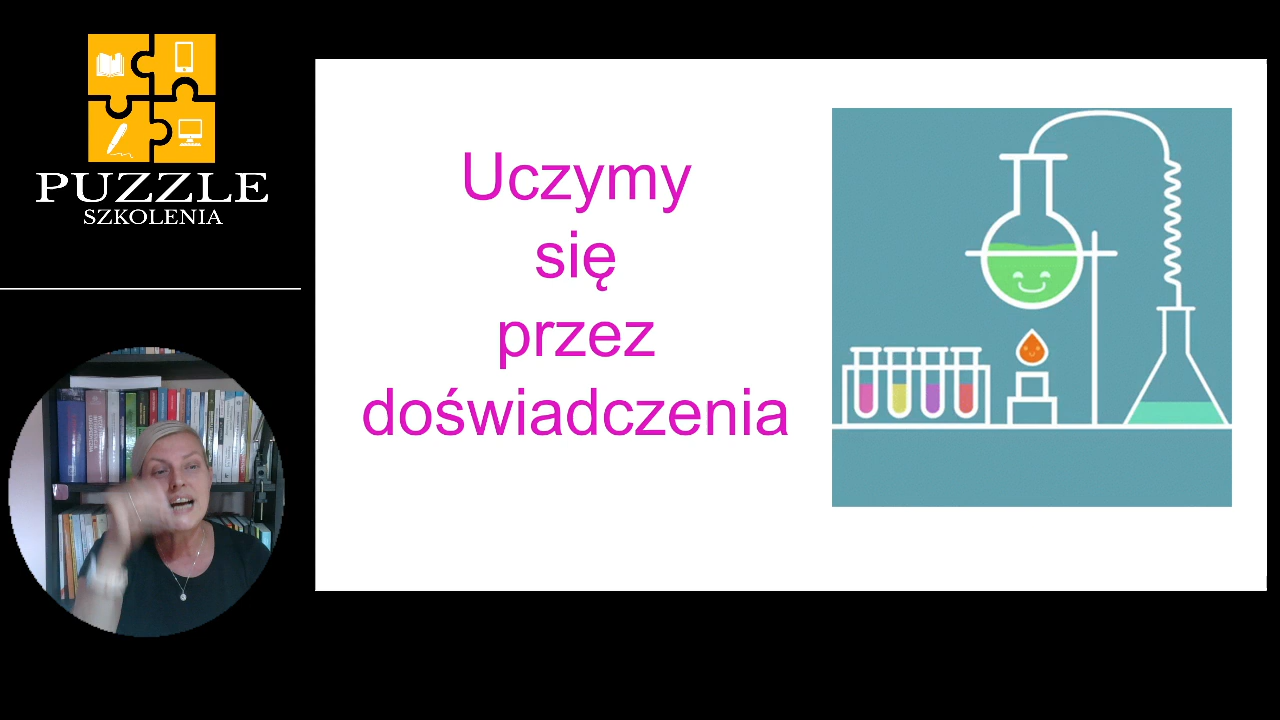 PUZZLE
SZKOLENIA
Uczymy
się
przez
doświadczenia